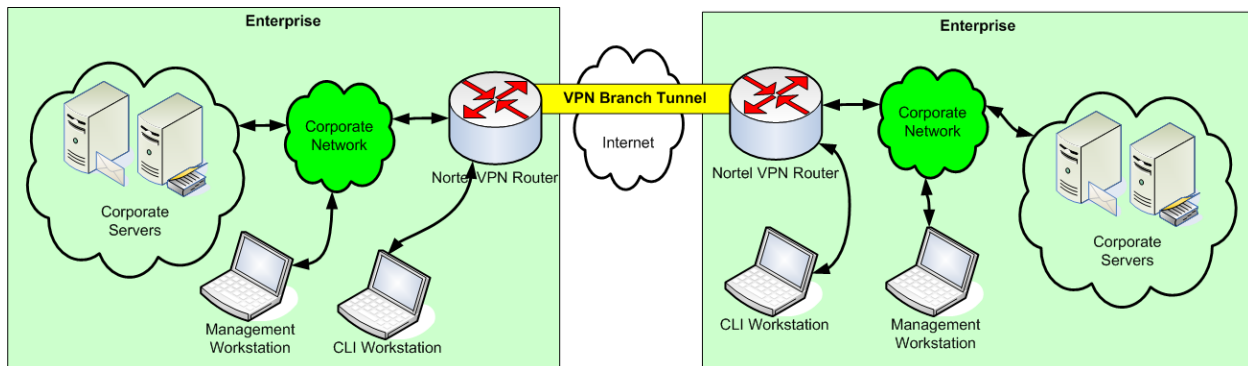 Enterprise
Corporate
Servers
Corporate
Network
Nortel VPN Router
Management
Workstation
CLI Workstation
VPN Branch Tunnel
Internet
Enterprise
Nortel VPN Router
Corporate
Network
Corporate
Servers
CLI Workstation
Management
Workstation